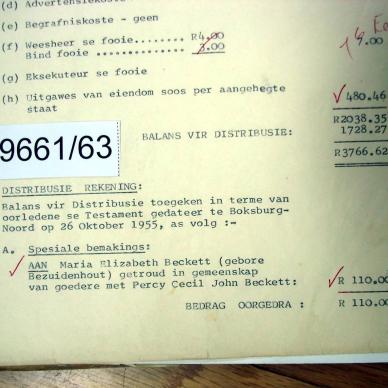 (d) Advertensiekoste
(e) Begrafniskoste - geen
(f) Weesheer se fooie........ R4.00
Bind fooie ............... 3.00 7.00
(g) Eksekuteur se fooie
(h) Uitgawes van eiendom soos per aangehegte
staat 480.46
R2038.35
BALANS VIR DISTRIBUSIE: 1728.27
R3766.62
9661/63
DISTRIBUSIE REKENING:
Balans vir Distribusie toegeken in terme van
oorledene se Testament gedateer te Boksburg-
Noord op 26 Oktober 1955, as volg :-
A. Spesiale bemakings:
AAN Maria Elizabeth Beckett (gebore
Bezuidenhout) getroud in gemeenskap
van goedere met Percy Cecil John Beckett: R 110.00
BEDRAG OORGEDRA : R 110.00